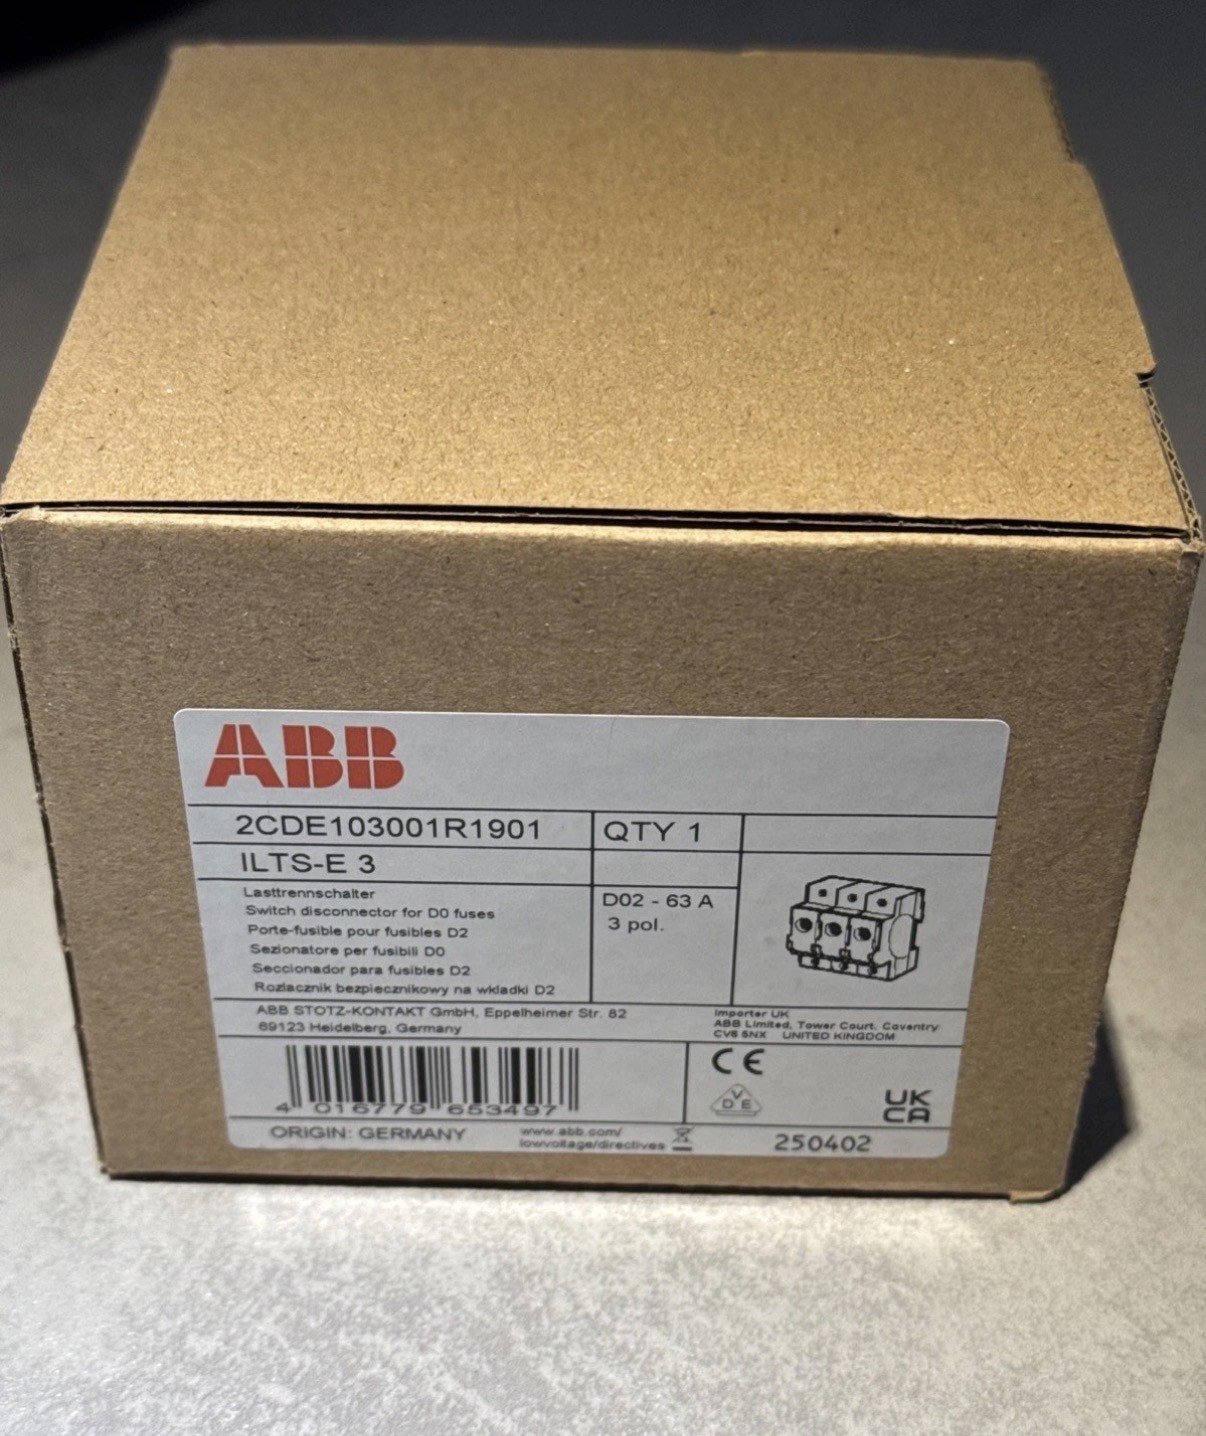 ABB
2CDE103001R1901
QTY 1
ILTS-E 3
Lasttrennschalter
Switch disconnector for D0 fuses
Porte-fusible pour fusibles D2
Sezionatore per fusibili D0
Seccionador para fusibles D2
Rozlacznik bezpiecznikowy na wkladki D2
D02 - 63 A
3 pol.
ABB STOTZ-KONTAKT GmbH, Eppelheimer Str. 82
69123 Heidelberg, Germany
Importer UK
ABB Limited, Tower Court, Coventry
CV6 5NX UNITED KINGDOM
4 016779 653497
CE
VDE
UK
CA
ORIGIN: GERMANY
www.abb.com/
lowvoltage/directives
250402